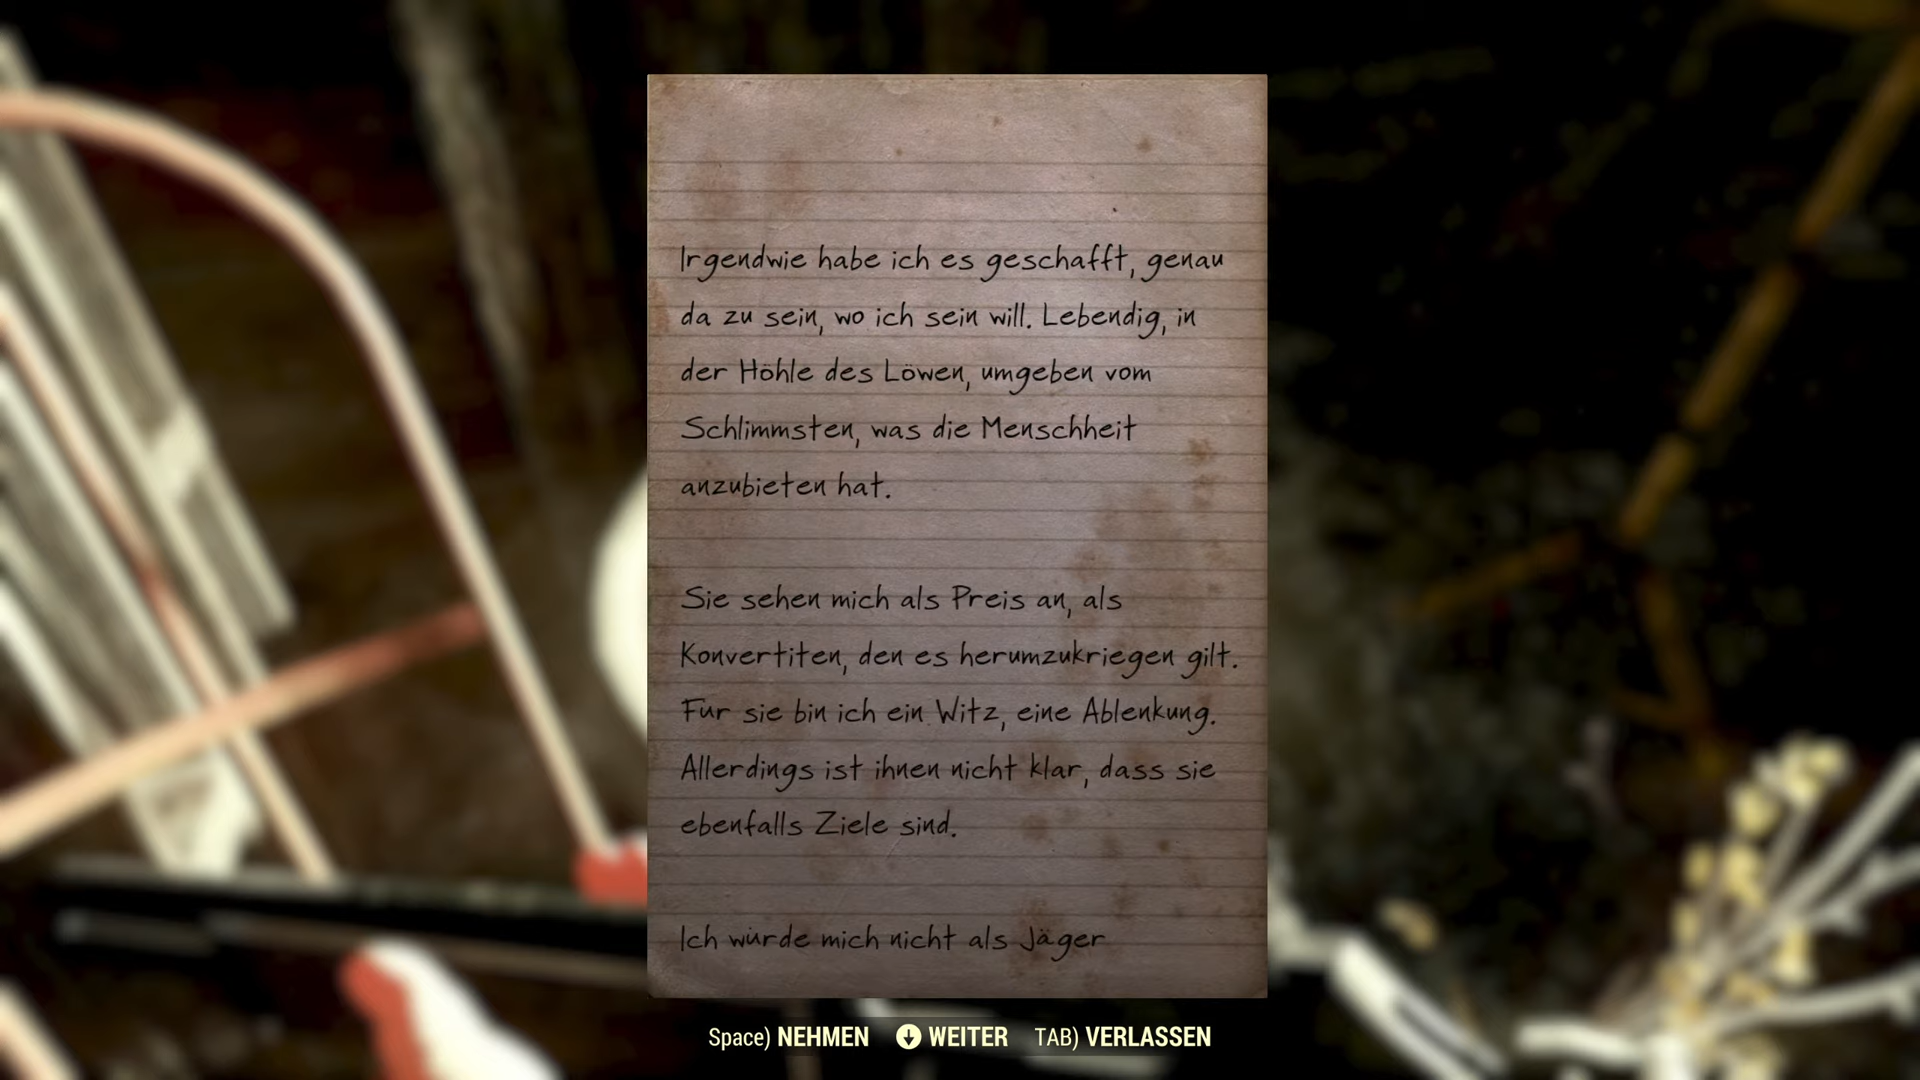 Irgendwie habe ich es geschafft, genau
da zu sein, wo ich sein will. Lebendig, in
der Höhle des Löwen, umgeben vom
Schlimmsten, was die Menschheit
anzubieten hat.
Sie sehen mich als Preis an, als
Konvertiten, den es herumzukriegen gilt.
Für sie bin ich ein Witz, eine Ablenkung.
Allerdings ist ihnen nicht klar, dass sie
ebenfalls Ziele sind.
Ich würde mich nicht als Jäger
Space) NEHMEN WEITER TAB) VERLASSEN